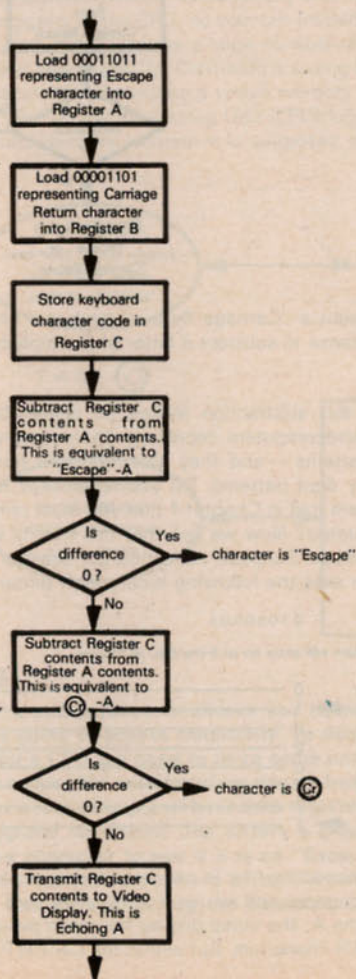 Load 00011011
representing Escape
character into
Register A
Load 00001101
representing Carriage
Return character
into Register B
Store keyboard
character code in
Register C
Subtract Register C
contents from
Register A contents.
This is equivalent to
"Escape"-A
Is
difference
0?
Yes
character is "Escape"
No
Subtract Register C
contents from
Register A contents.
This is equivalent to
Cr -A
Is
difference
0?
Yes
character is Cr
No
Transmit Register C
contents to Video
Display. This is
Echoing A